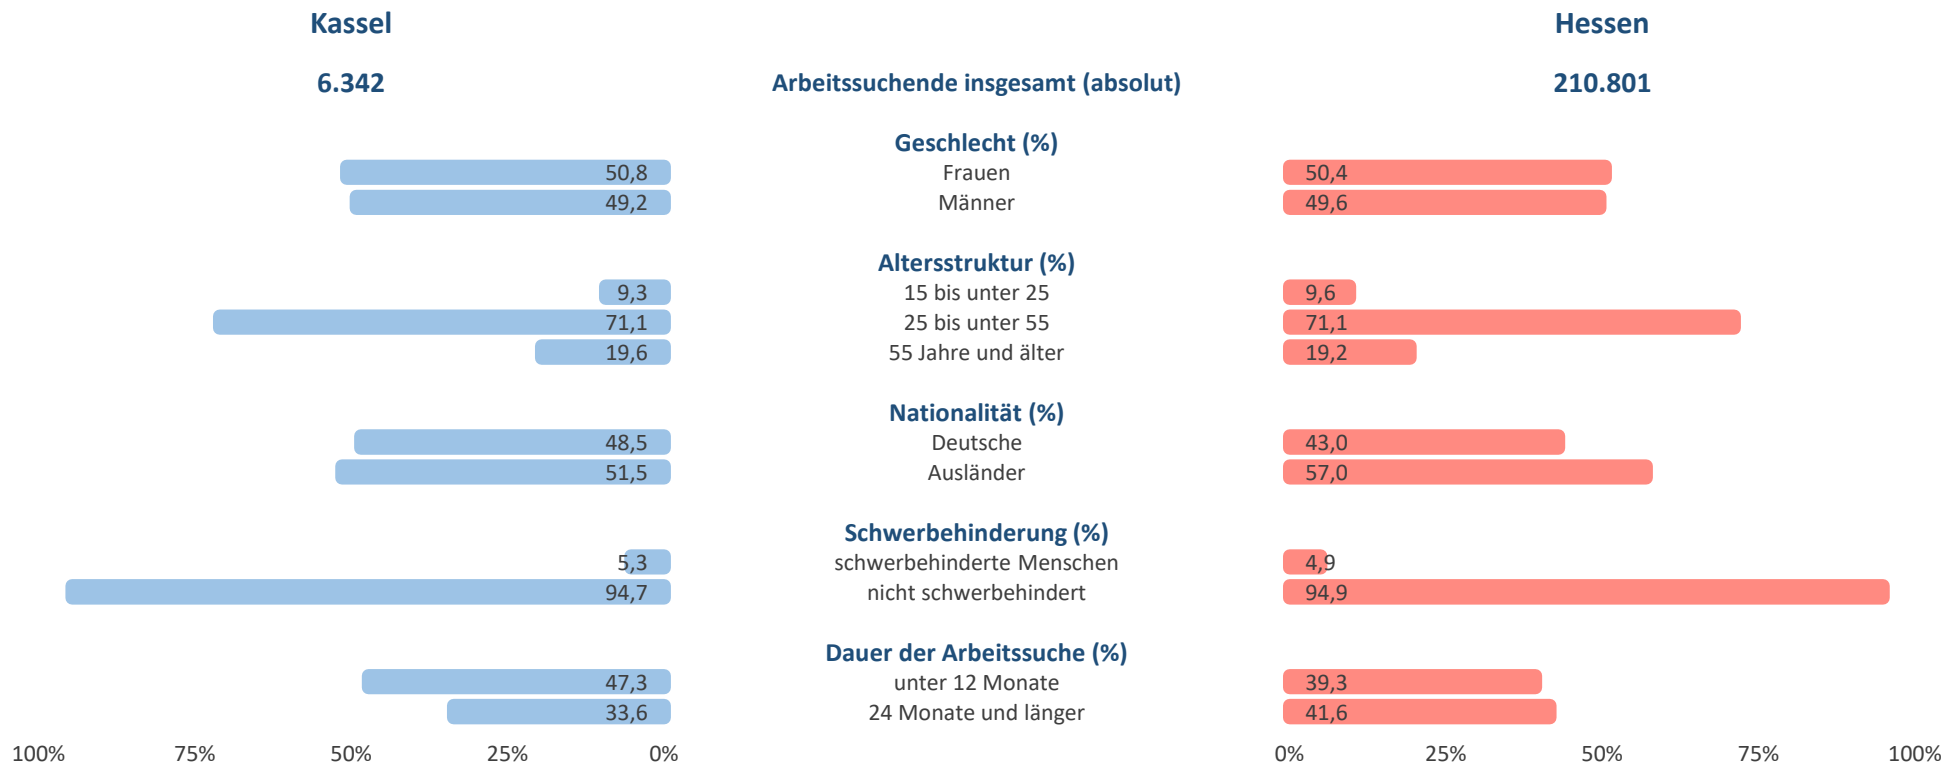 Kassel Hessen
6.342 Arbeitssuchende insgesamt (absolut) 210.801
Geschlecht (%)
50,8 Frauen 50,4
49,2 Männer 49,6
Altersstruktur (%)
9,3 15 bis unter 25 9,6
71,1 25 bis unter 55 71,1
19,6 55 Jahre und älter 19,2
Nationalität (%)
48,5 Deutsche 43,0
51,5 Ausländer 57,0
Schwerbehinderung (%)
5,3 schwerbehinderte Menschen 4,9
94,7 nicht schwerbehindert 94,9
Dauer der Arbeitssuche (%)
47,3 unter 12 Monate 39,3
33,6 24 Monate und länger 41,6
100% 75% 50% 25% 0% 0% 25% 50% 75% 100%